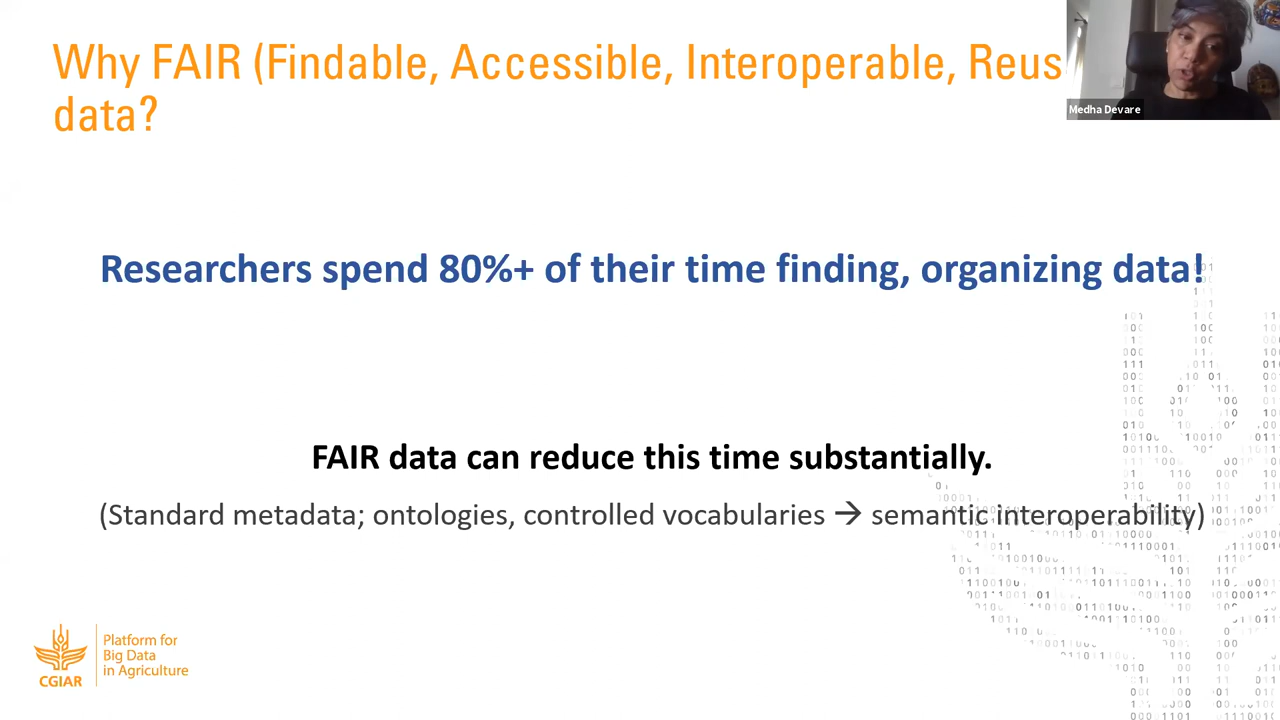 Why FAIR (Findable, Accessible, Interoperable, Reus
data?
Medha Devare
Researchers spend 80%+ of their time finding, organizing data!
FAIR data can reduce this time substantially.
(Standard metadata; ontologies, controlled vocabularies → semantic interoperability)
CGIAR
Platform for
Big Data
in Agriculture